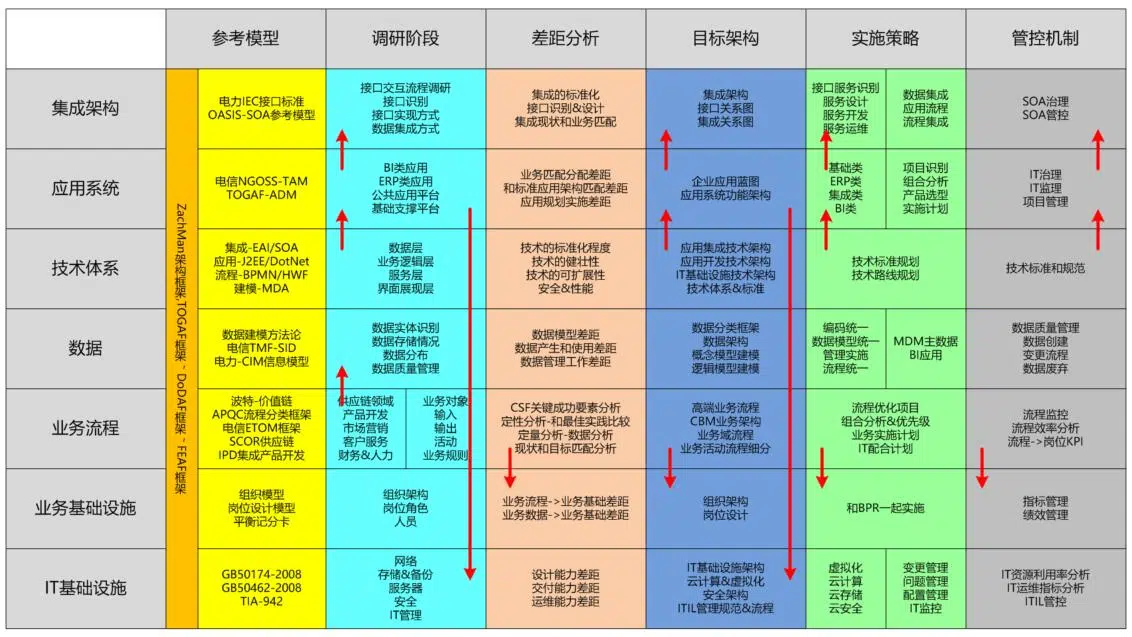 参考模型
调研阶段
差距分析
目标架构
实施策略
管控机制
ZachMan架构框架,TOGAF框架~DoDAF框架~FEAF框架
集成架构
电力IEC接口标准
OASIS-SOA参考模型
接口交互流程调研
接口识别
接口实现方式
数据集成方式
集成的标准化
接口识别&设计
集成现状和业务匹配
集成架构
接口关系图
集成关系图
接口服务识别
服务设计
服务开发
服务运维
数据集成
应用流程
流程集成
SOA治理
SOA管控
应用系统
电信NGOSS-TAM
TOGAF-ADM
BI类应用
ERP类应用
公共应用平台
基础支撑平台
业务匹配分配差距
和标准应用架构匹配差距
应用规划实施差距
企业应用蓝图
应用系统功能架构
基础类
ERP类
集成类
BI类
项目识别
组合分析
产品选型
实施计划
IT治理
IT监理
项目管理
技术体系
集成-EAI/SOA
应用-J2EE/DotNet
流程-BPMN/HWF
建模-MDA
数据层
业务逻辑层
服务层
界面展现层
技术的标准化程度
技术的健壮性
技术的可扩展性
安全&性能
应用集成技术架构
应用开发技术架构
IT基础设施技术架构
技术体系&标准
技术标准规划
技术路线规划
技术标准和规范
数据
数据建模方法论
电信TMF-SID
电力-CIM信息模型
数据实体识别
数据存储情况
数据分布
数据质量管理
数据模型差距
数据产生和使用差距
数据管理工作差距
数据分类框架
数据架构
概念模型建模
逻辑模型建模
编码统一
数据模型统一
管理实施
流程统一
MDM主数据
BI应用
数据质量管理
数据创建
变更流程
数据废弃
业务流程
波特-价值链
APQC流程分类框架
电信ETOM框架
SCOR供应链
IPD集成产品开发
供应链领域
产品开发
市场营销
客户服务
财务&人力
业务对象
输入
输出
活动
业务规则
CSF关键成功要素分析
定性分析-和最佳实践比较
定量分析-数据分析
现状和目标匹配分析
高端业务流程
CBM业务架构
业务域流程
业务活动流程细分
流程优化项目
组合分析&优先级
业务实施计划
IT配合计划
流程监控
流程效率分析
流程->岗位KPI
业务基础设施
组织模型
岗位设计模型
平衡记分卡
组织架构
岗位角色
人员
业务流程->业务基础差距
业务数据->业务基础差距
组织架构
岗位设计
和BPR一起实施
指标管理
绩效管理
IT基础设施
GB50174-2008
GB50462-2008
TIA-942
网络
存储&备份
服务器
安全
IT管理
设计能力差距
交付能力差距
运维能力差距
IT基础设施架构
云计算&虚拟化
安全架构
ITIL管理规范&流程
虚拟化
云计算
云存储
云安全
变更管理
问题管理
配置管理
IT监控
IT资源利用率分析
IT运维指标分析
ITIL管控